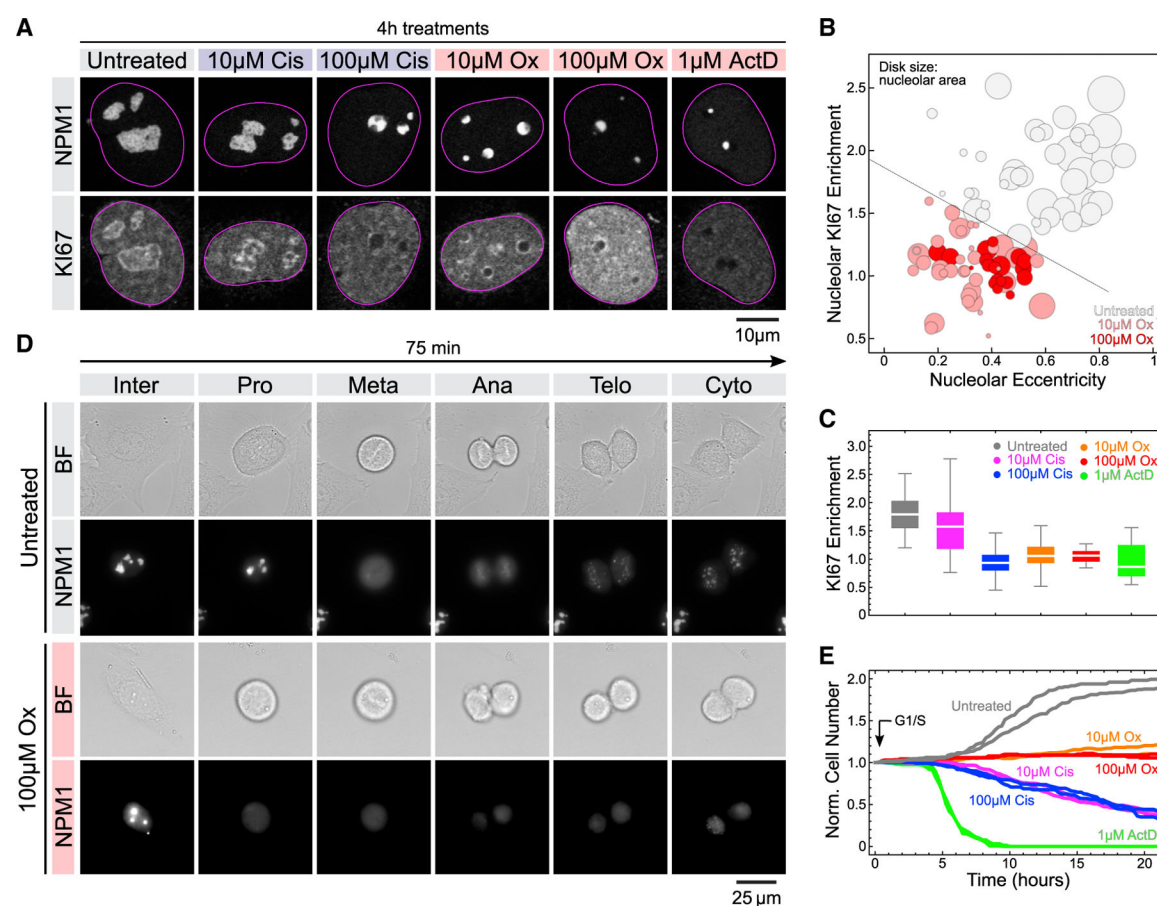 A
4h treatments
Untreated
10µM Cis
100µM Cis
10µM Ox
100µM Ox
1µM ActD
NPM1
KI67
10µm
B
Disk size:
nucleolar area
Nucleolar KI67 Enrichment
2.5
2.0
1.5
1.0
0.5
Untreated
10µM Ox
100µM Ox
0
0.2
0.4
0.6
0.8
1
Nucleolar Eccentricity
C
KI67 Enrichment
3.0
2.5
2.0
1.5
1.0
0.5
0
Untreated
10µM Cis
100µM Cis
10µM Ox
100µM Ox
1µM ActD
D
75 min
Inter
Pro
Meta
Ana
Telo
Cyto
Untreated
BF
NPM1
100µM Ox
BF
NPM1
25 µm
E
Norm. Cell Number
2.0
1.5
1.0
0.5
0
G1/S
Untreated
10µM Ox
100µM Ox
10µM Cis
100µM Cis
1µM ActD
0
5
10
15
20
Time (hours)